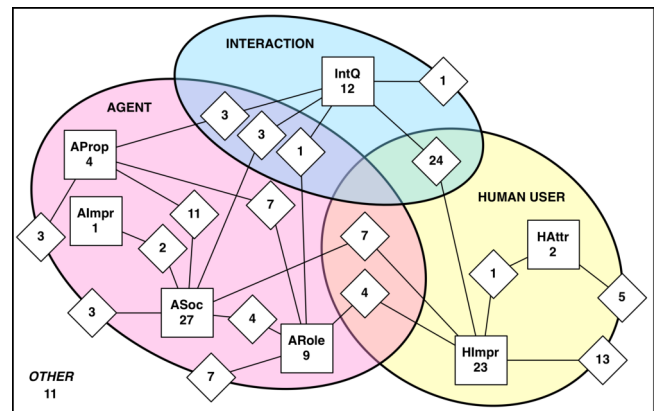 INTERACTION
IntQ
12
1
AGENT
3
3
1
AProp
4
24
HUMAN USER
AImpr
1
11
7
3
2
7
HAttr
2
1
5
3
ASoc
27
4
4
ARole
9
HImpr
23
13
7
OTHER
11